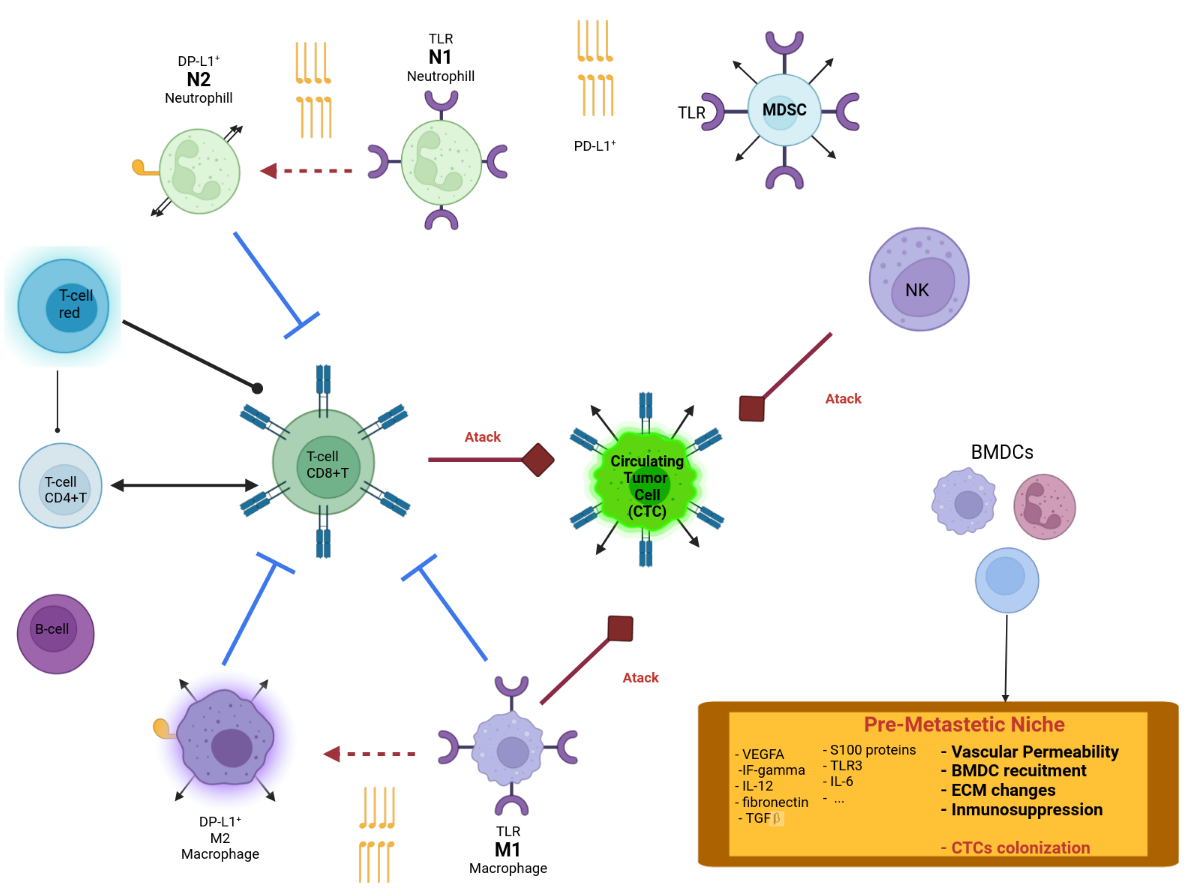 DP-L1⁺
N2
Neutrophill
TLR
N1
Neutrophill
PD-L1⁺
TLR
MDSC
T-cell
red
NK
T-cell
CD8+T
Atack
Circulating
Tumor
Cell
(CTC)
Atack
T-cell
CD4+T
BMDCs
B-cell
Atack
DP-L1⁺
M2
Macrophage
TLR
M1
Macrophage
Pre-Metastetic Niche
- VEGFA
-IF-gamma
- IL-12
- fibronectin
- TGF β
- S100 proteins
- TLR3
- IL-6
- ...
- Vascular Permeability
- BMDC recuitment
- ECM changes
- Inmunosuppression
- CTCs colonization